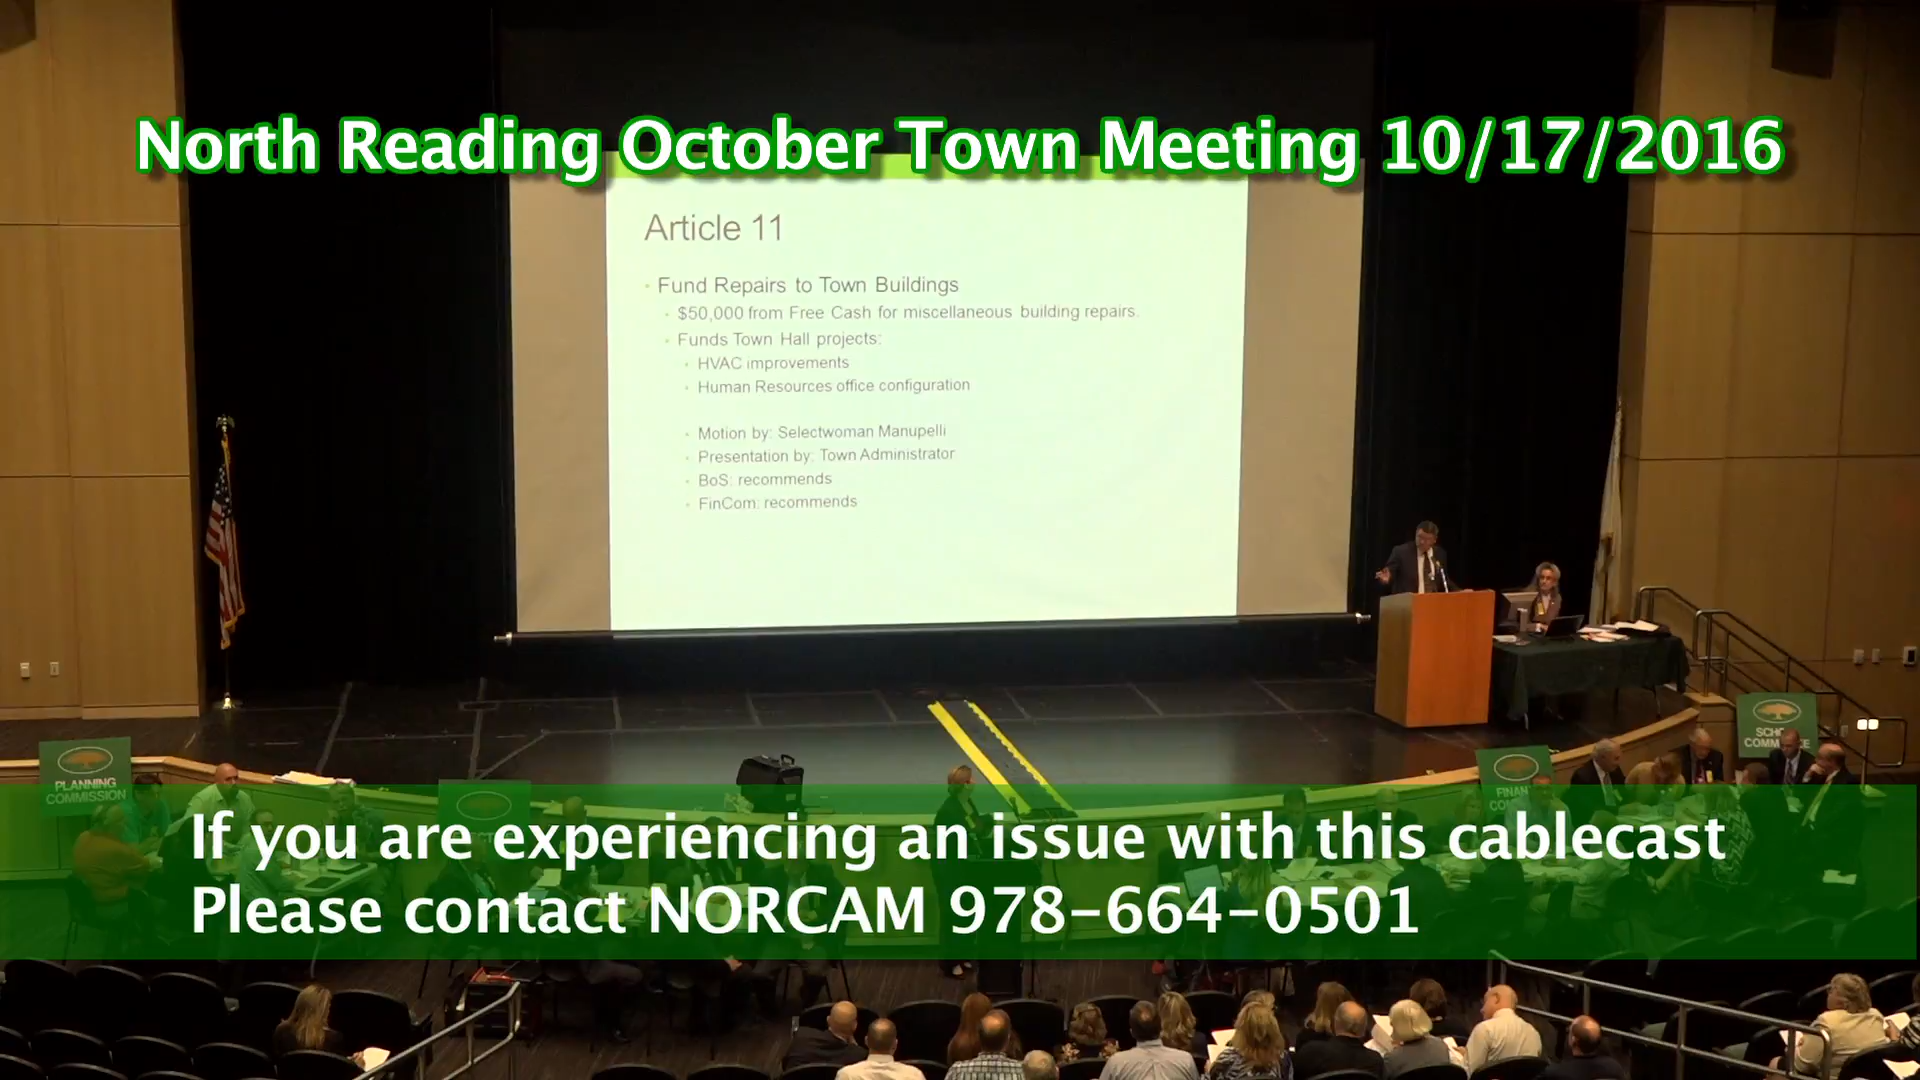 North Reading October Town Meeting 10/17/2016
Article 11
Fund Repairs to Town Buildings
$50,000 from Free Cash for miscellaneous building repairs.
Funds Town Hall projects:
HVAC improvements
Human Resources office configuration
Motion by: Selectwoman Manupelli
Presentation by: Town Administrator
BoS: recommends
FinCom: recommends
PLANNING
COMMISSION
If you are experiencing an issue with this cablecast
Please contact NORCAM 978-664-0501